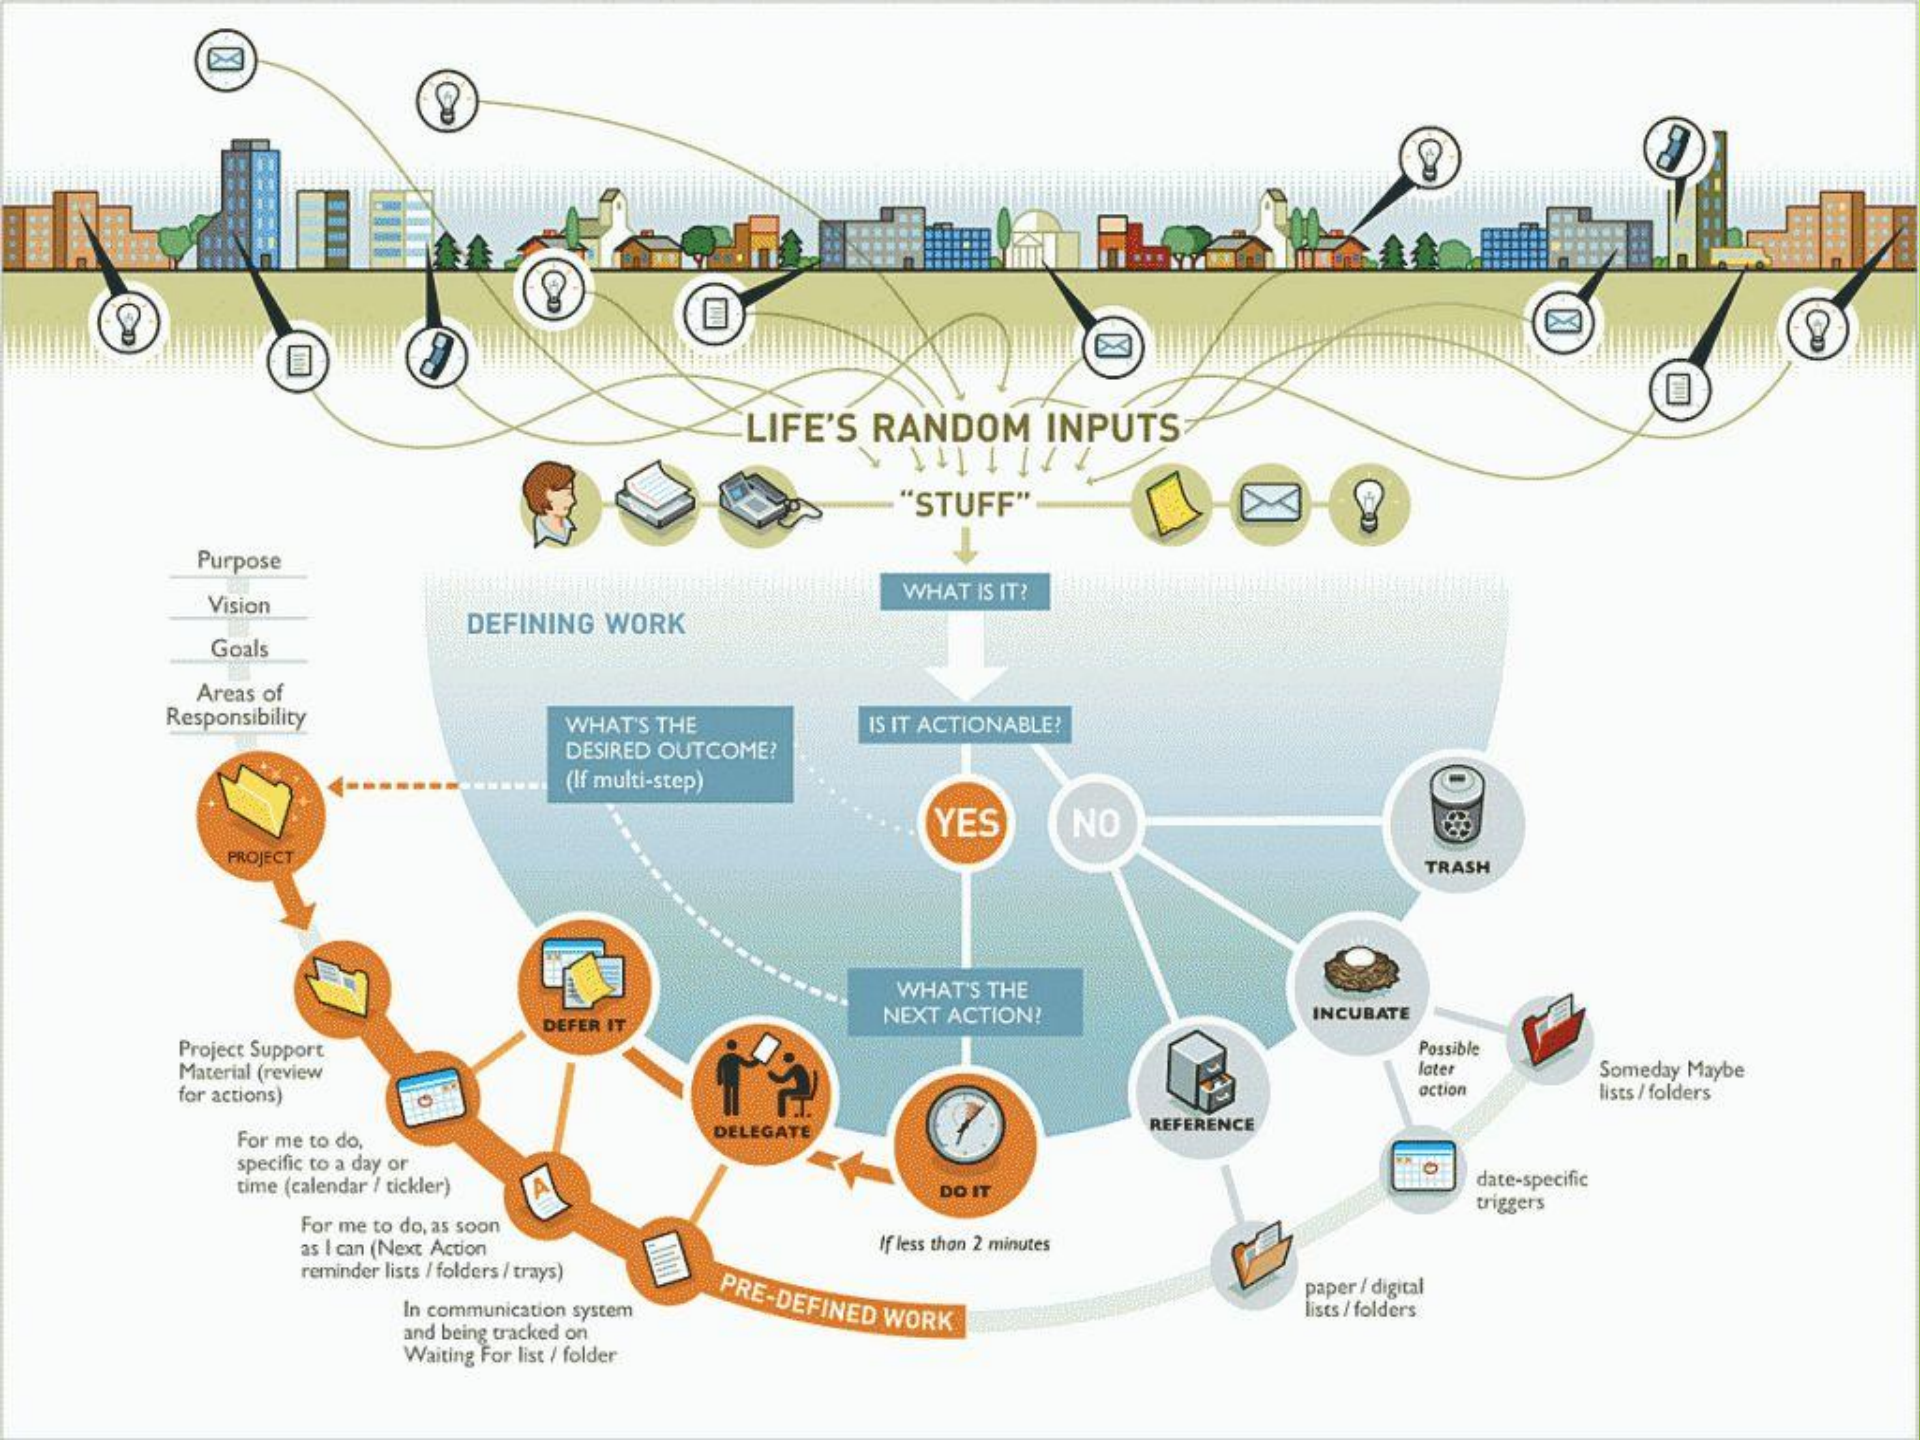 LIFE'S RANDOM INPUTS
"STUFF"
WHAT IS IT?
DEFINING WORK
Purpose
Vision
Goals
Areas of
Responsibility
WHAT'S THE
DESIRED OUTCOME?
(If multi-step)
IS IT ACTIONABLE?
YES
NO
TRASH
PROJECT
WHAT'S THE
NEXT ACTION?
DEFER IT
DELEGATE
DO IT
If less than 2 minutes
REFERENCE
INCUBATE
Possible
later
action
Someday Maybe
lists / folders
date-specific
triggers
paper / digital
lists / folders
Project Support
Material (review
for actions)
For me to do,
specific to a day or
time (calendar / tickler)
A
For me to do, as soon
as I can (Next Action
reminder lists / folders / trays)
In communication system
and being tracked on
Waiting For list / folder
PRE-DEFINED WORK